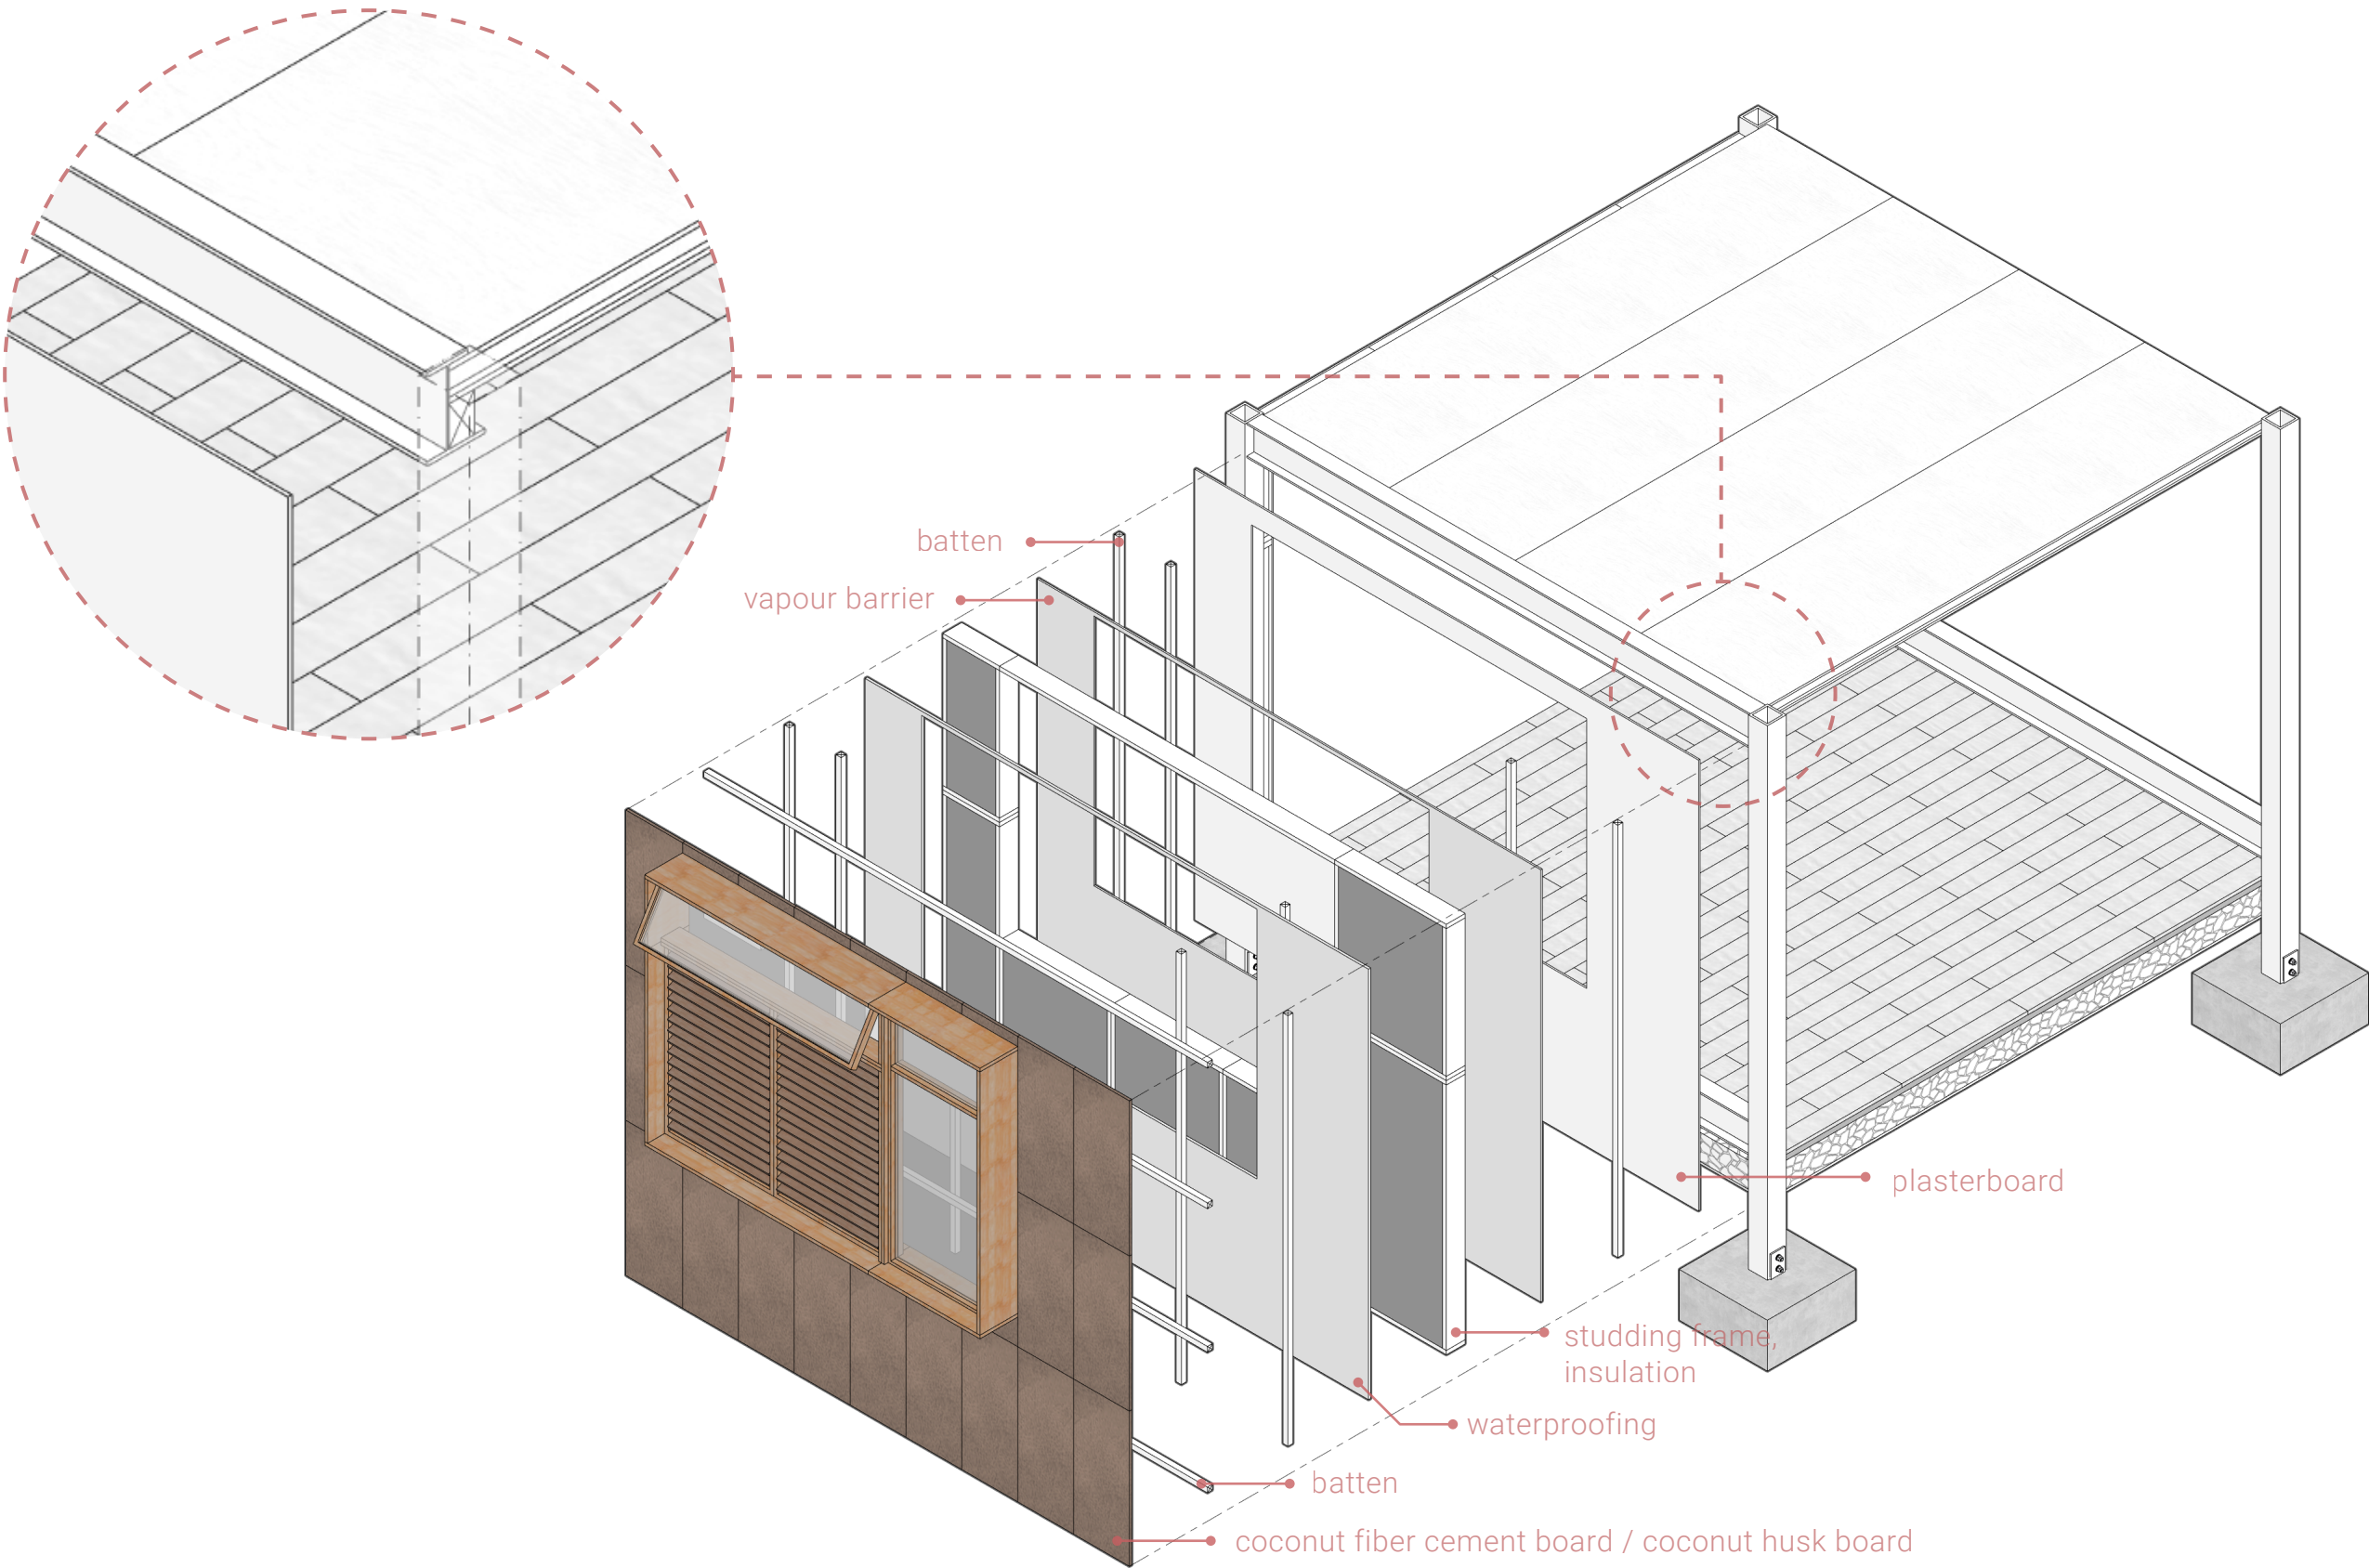 batten
vapour barrier
plasterboard
studding frame,
insulation
waterproofing
batten
coconut fiber cement board / coconut husk board